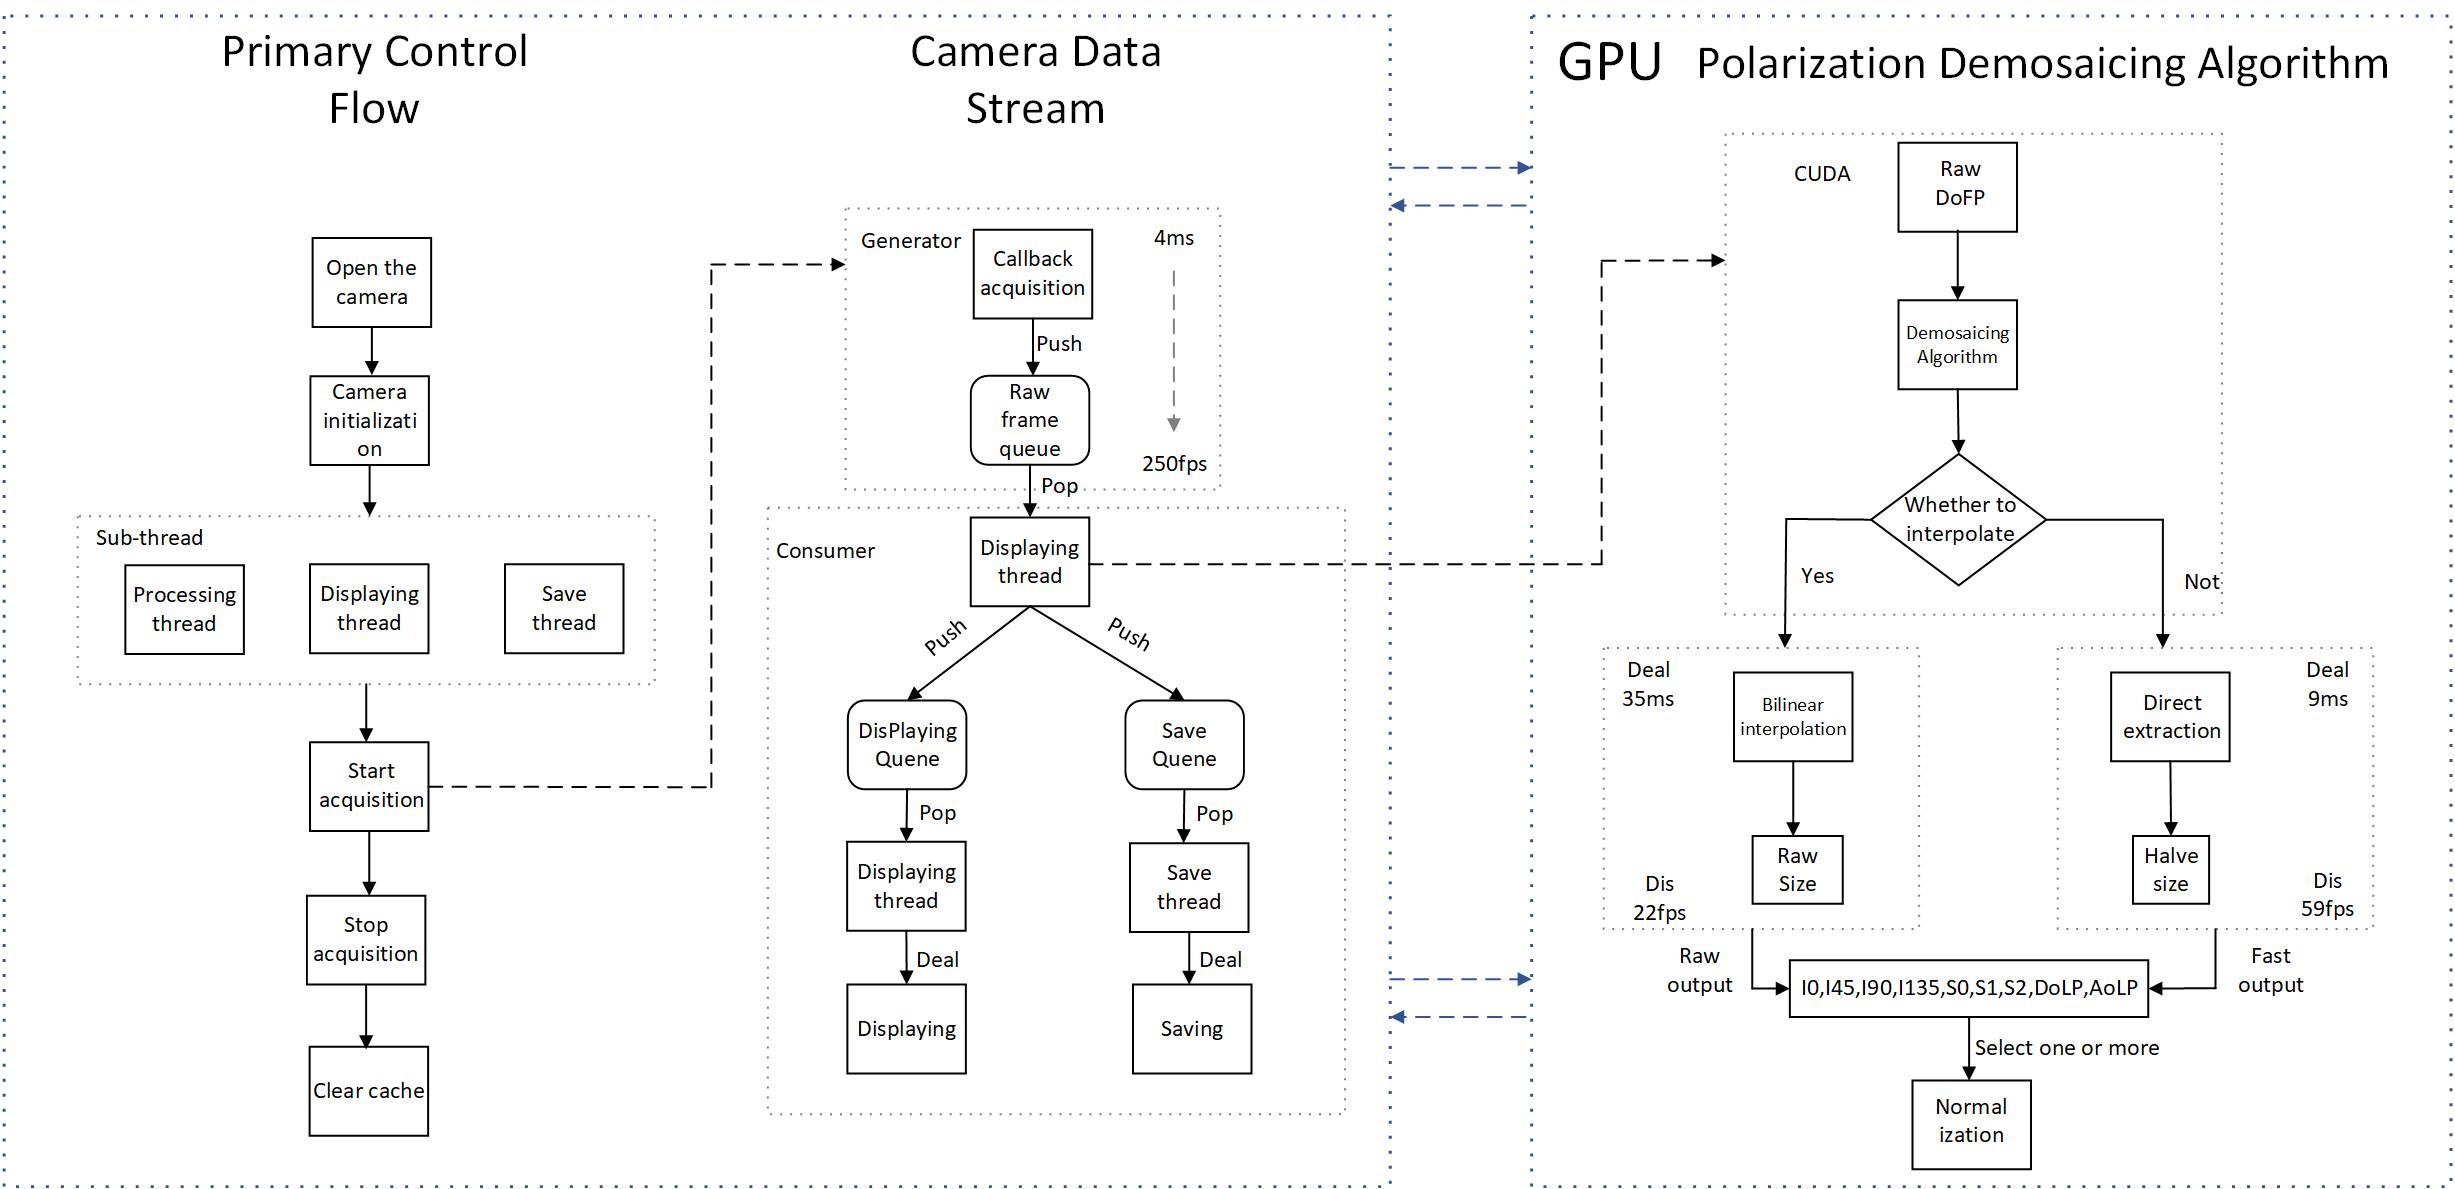 Primary Control
Flow
Open the
camera
Camera
initializati
on
Sub-thread
Processing
thread
Displaying
thread
Save
thread
Start
acquisition
Stop
acquisition
Clear cache
Camera Data
Stream
Generator
Callback
acquisition
4ms
Push
Raw
frame
queue
250fps
Pop
Consumer
Displaying
thread
Push
Push
DisPlaying
Quene
Save
Quene
Pop
Pop
Displaying
thread
Save
thread
Deal
Deal
Displaying
Saving
GPU Polarization Demosaicing Algorithm
CUDA
Raw
DoFP
Demosaicing
Algorithm
Whether to
interpolate
Yes
Not
Deal
35ms
Bilinear
interpolation
Raw
Size
Dis
22fps
Direct
extraction
Deal
9ms
Halve
size
Dis
59fps
Raw
output
I0,I45,I90,I135,S0,S1,S2,DoLP,AoLP
Fast
output
Select one or more
Normal
ization